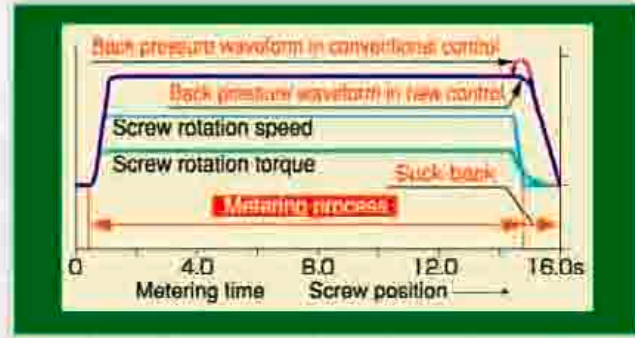 Back pressure waveform in conventional control
Back pressure waveform in new control
Screw rotation speed
Screw rotation torque
Suck back
Metering process
0 4.0 8.0 12.0 16.0s
Metering time Screw position